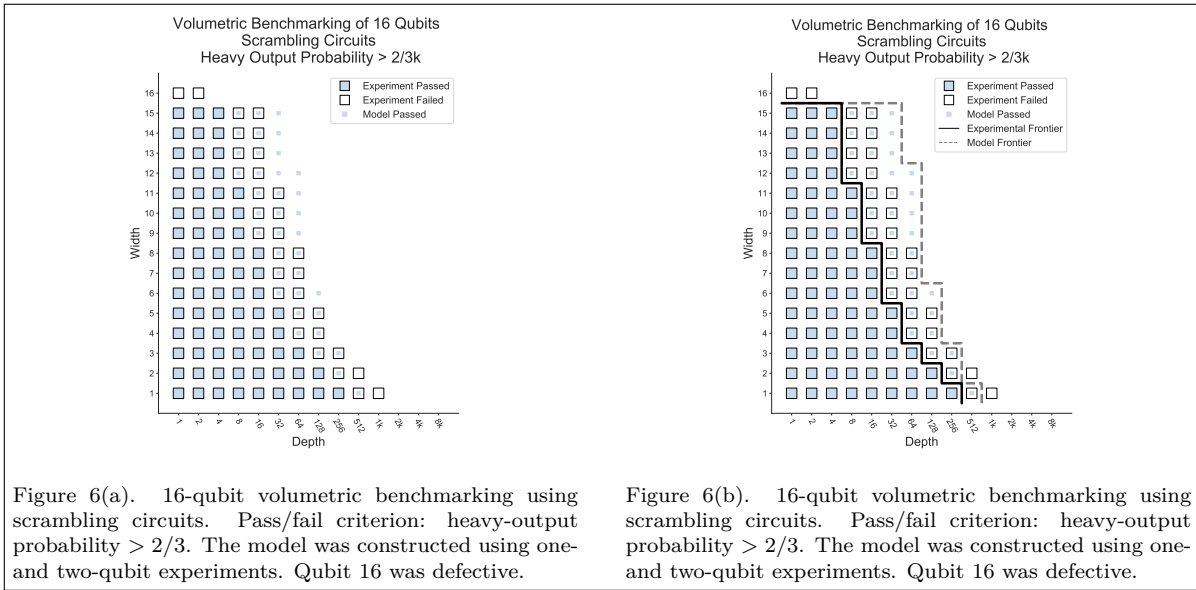 Volumetric Benchmarking of 16 Qubits
Scrambling Circuits
Heavy Output Probability > 2/3k
Experiment Passed
Experiment Failed
Model Passed
Width
16
15
14
13
12
11
10
9
8
7
6
5
4
3
2
1
1
2
4
8
16
32
64
128
256
512
1k
2k
4k
8k
Depth
Figure 6(a). 16-qubit volumetric benchmarking using
scrambling circuits. Pass/fail criterion: heavy-output
probability > 2/3. The model was constructed using one-
and two-qubit experiments. Qubit 16 was defective.
Volumetric Benchmarking of 16 Qubits
Scrambling Circuits
Heavy Output Probability > 2/3k
Experiment Passed
Experiment Failed
Model Passed
Experimental Frontier
Model Frontier
Width
16
15
14
13
12
11
10
9
8
7
6
5
4
3
2
1
1
2
4
8
16
32
64
128
256
512
1k
2k
4k
8k
Depth
Figure 6(b). 16-qubit volumetric benchmarking using
scrambling circuits. Pass/fail criterion: heavy-output
probability > 2/3. The model was constructed using one-
and two-qubit experiments. Qubit 16 was defective.